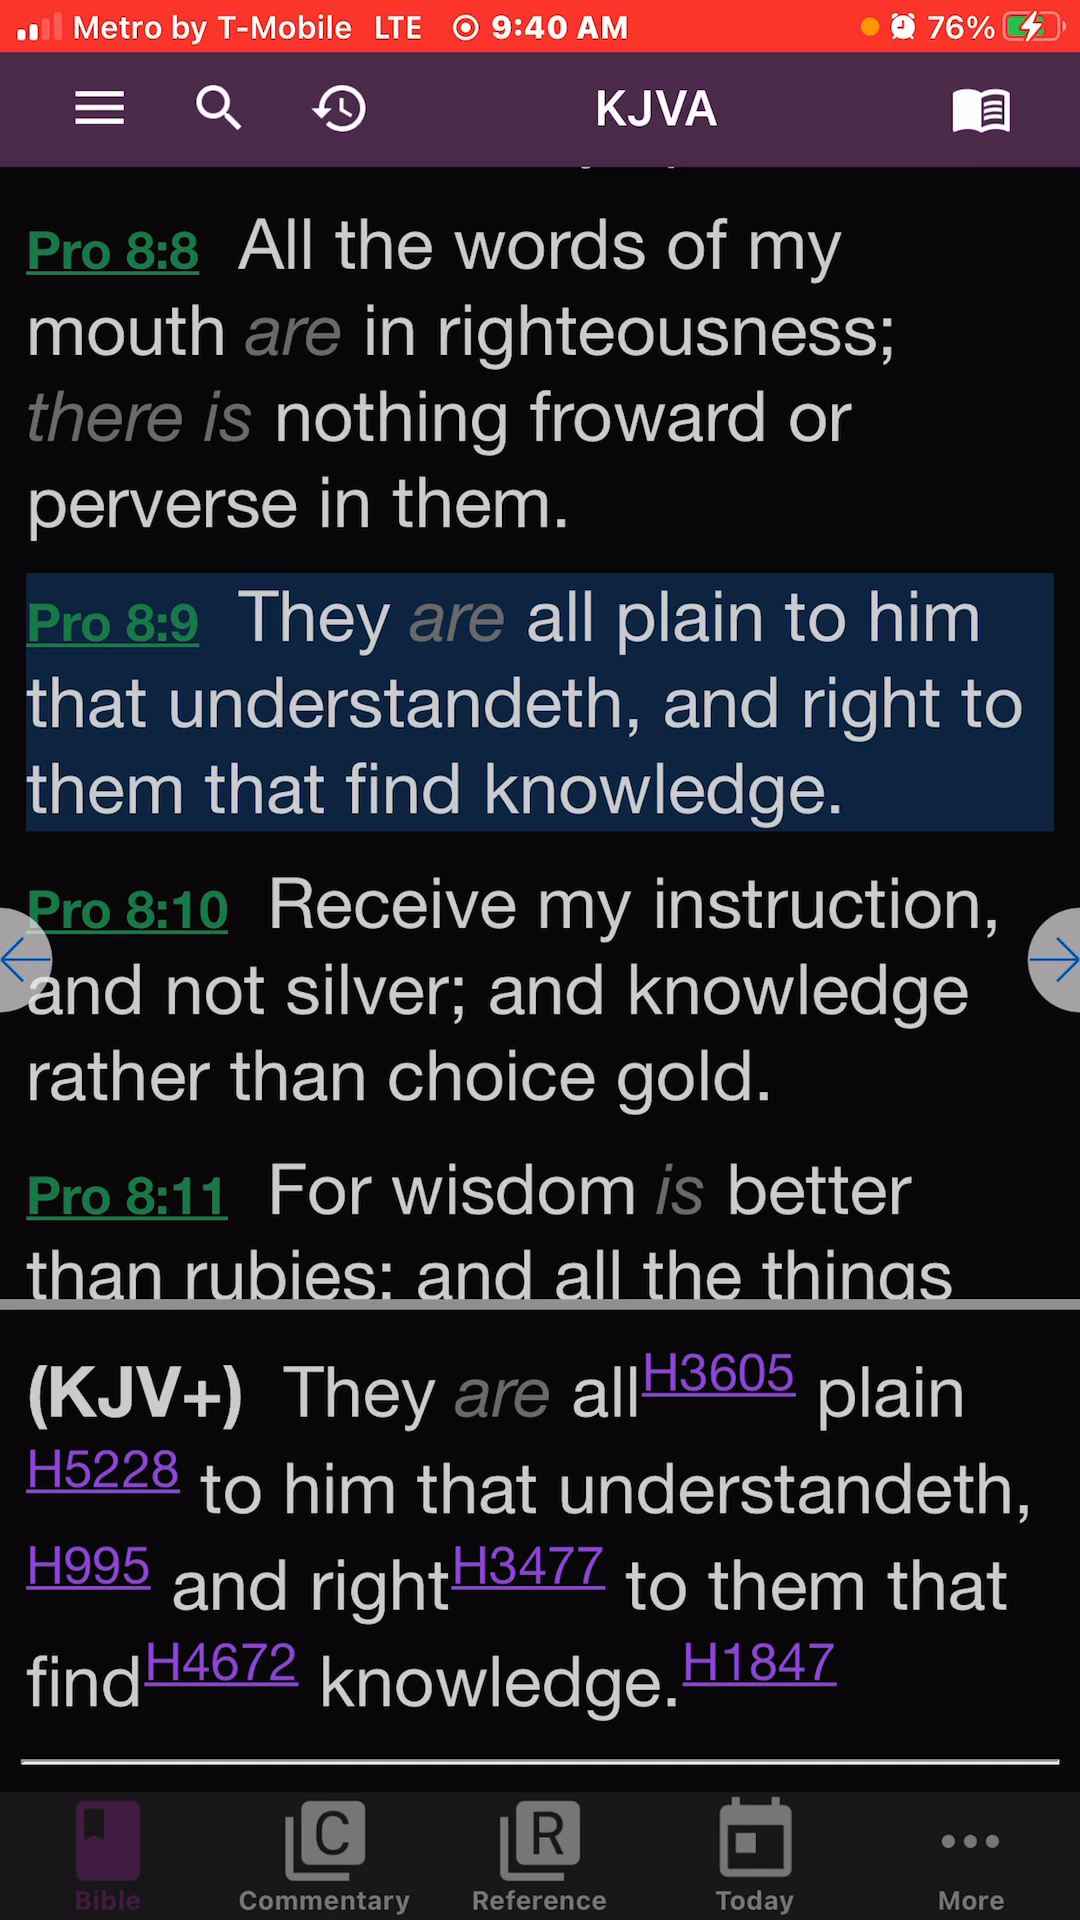 Metro by T-Mobile LTE 9:40 AM 76%
KJVA
Pro 8:8 All the words of my
mouth are in righteousness;
there is nothing froward or
perverse in them.
Pro 8:9 They are all plain to him
that understandeth, and right to
them that find knowledge.
Pro 8:10 Receive my instruction,
and not silver; and knowledge
rather than choice gold.
Pro 8:11 For wisdom is better
than rubies; and all the things
(KJV+) They are allH3605 plain
H5228 to him that understandeth,
H995 and rightH3477 to them that
findH4672 knowledge.H1847
C R
Bible Commentary Reference Today More